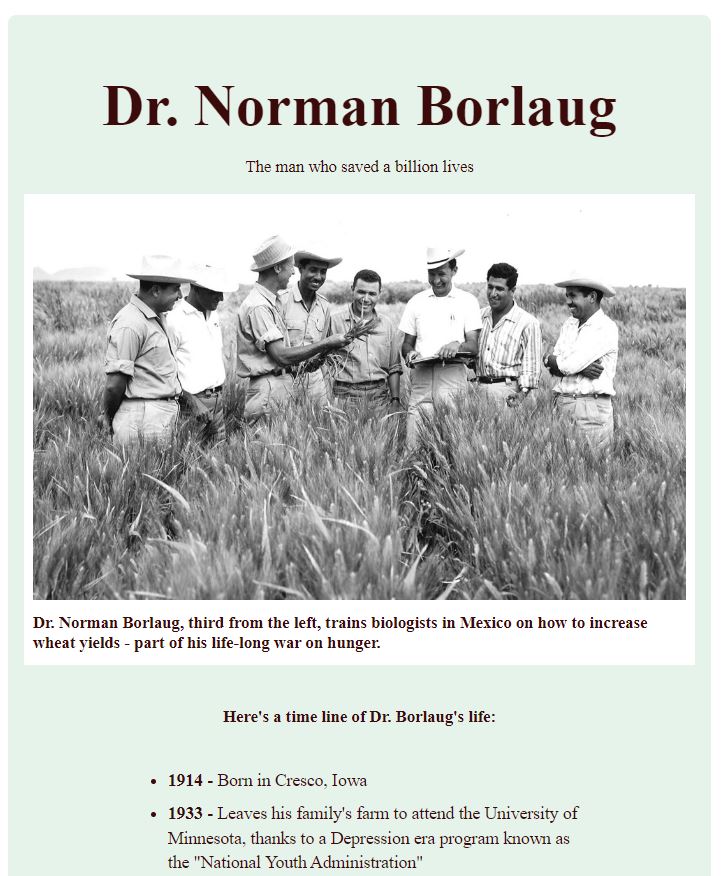 Dr. Norman Borlaug
The man who saved a billion lives
Dr. Norman Borlaug, third from the left, trains biologists in Mexico on how to increase
wheat yields - part of his life-long war on hunger.
Here's a time line of Dr. Borlaug's life:
• 1914 - Born in Cresco, Iowa
• 1933 - Leaves his family's farm to attend the University of
Minnesota, thanks to a Depression era program known as
the "National Youth Administration"